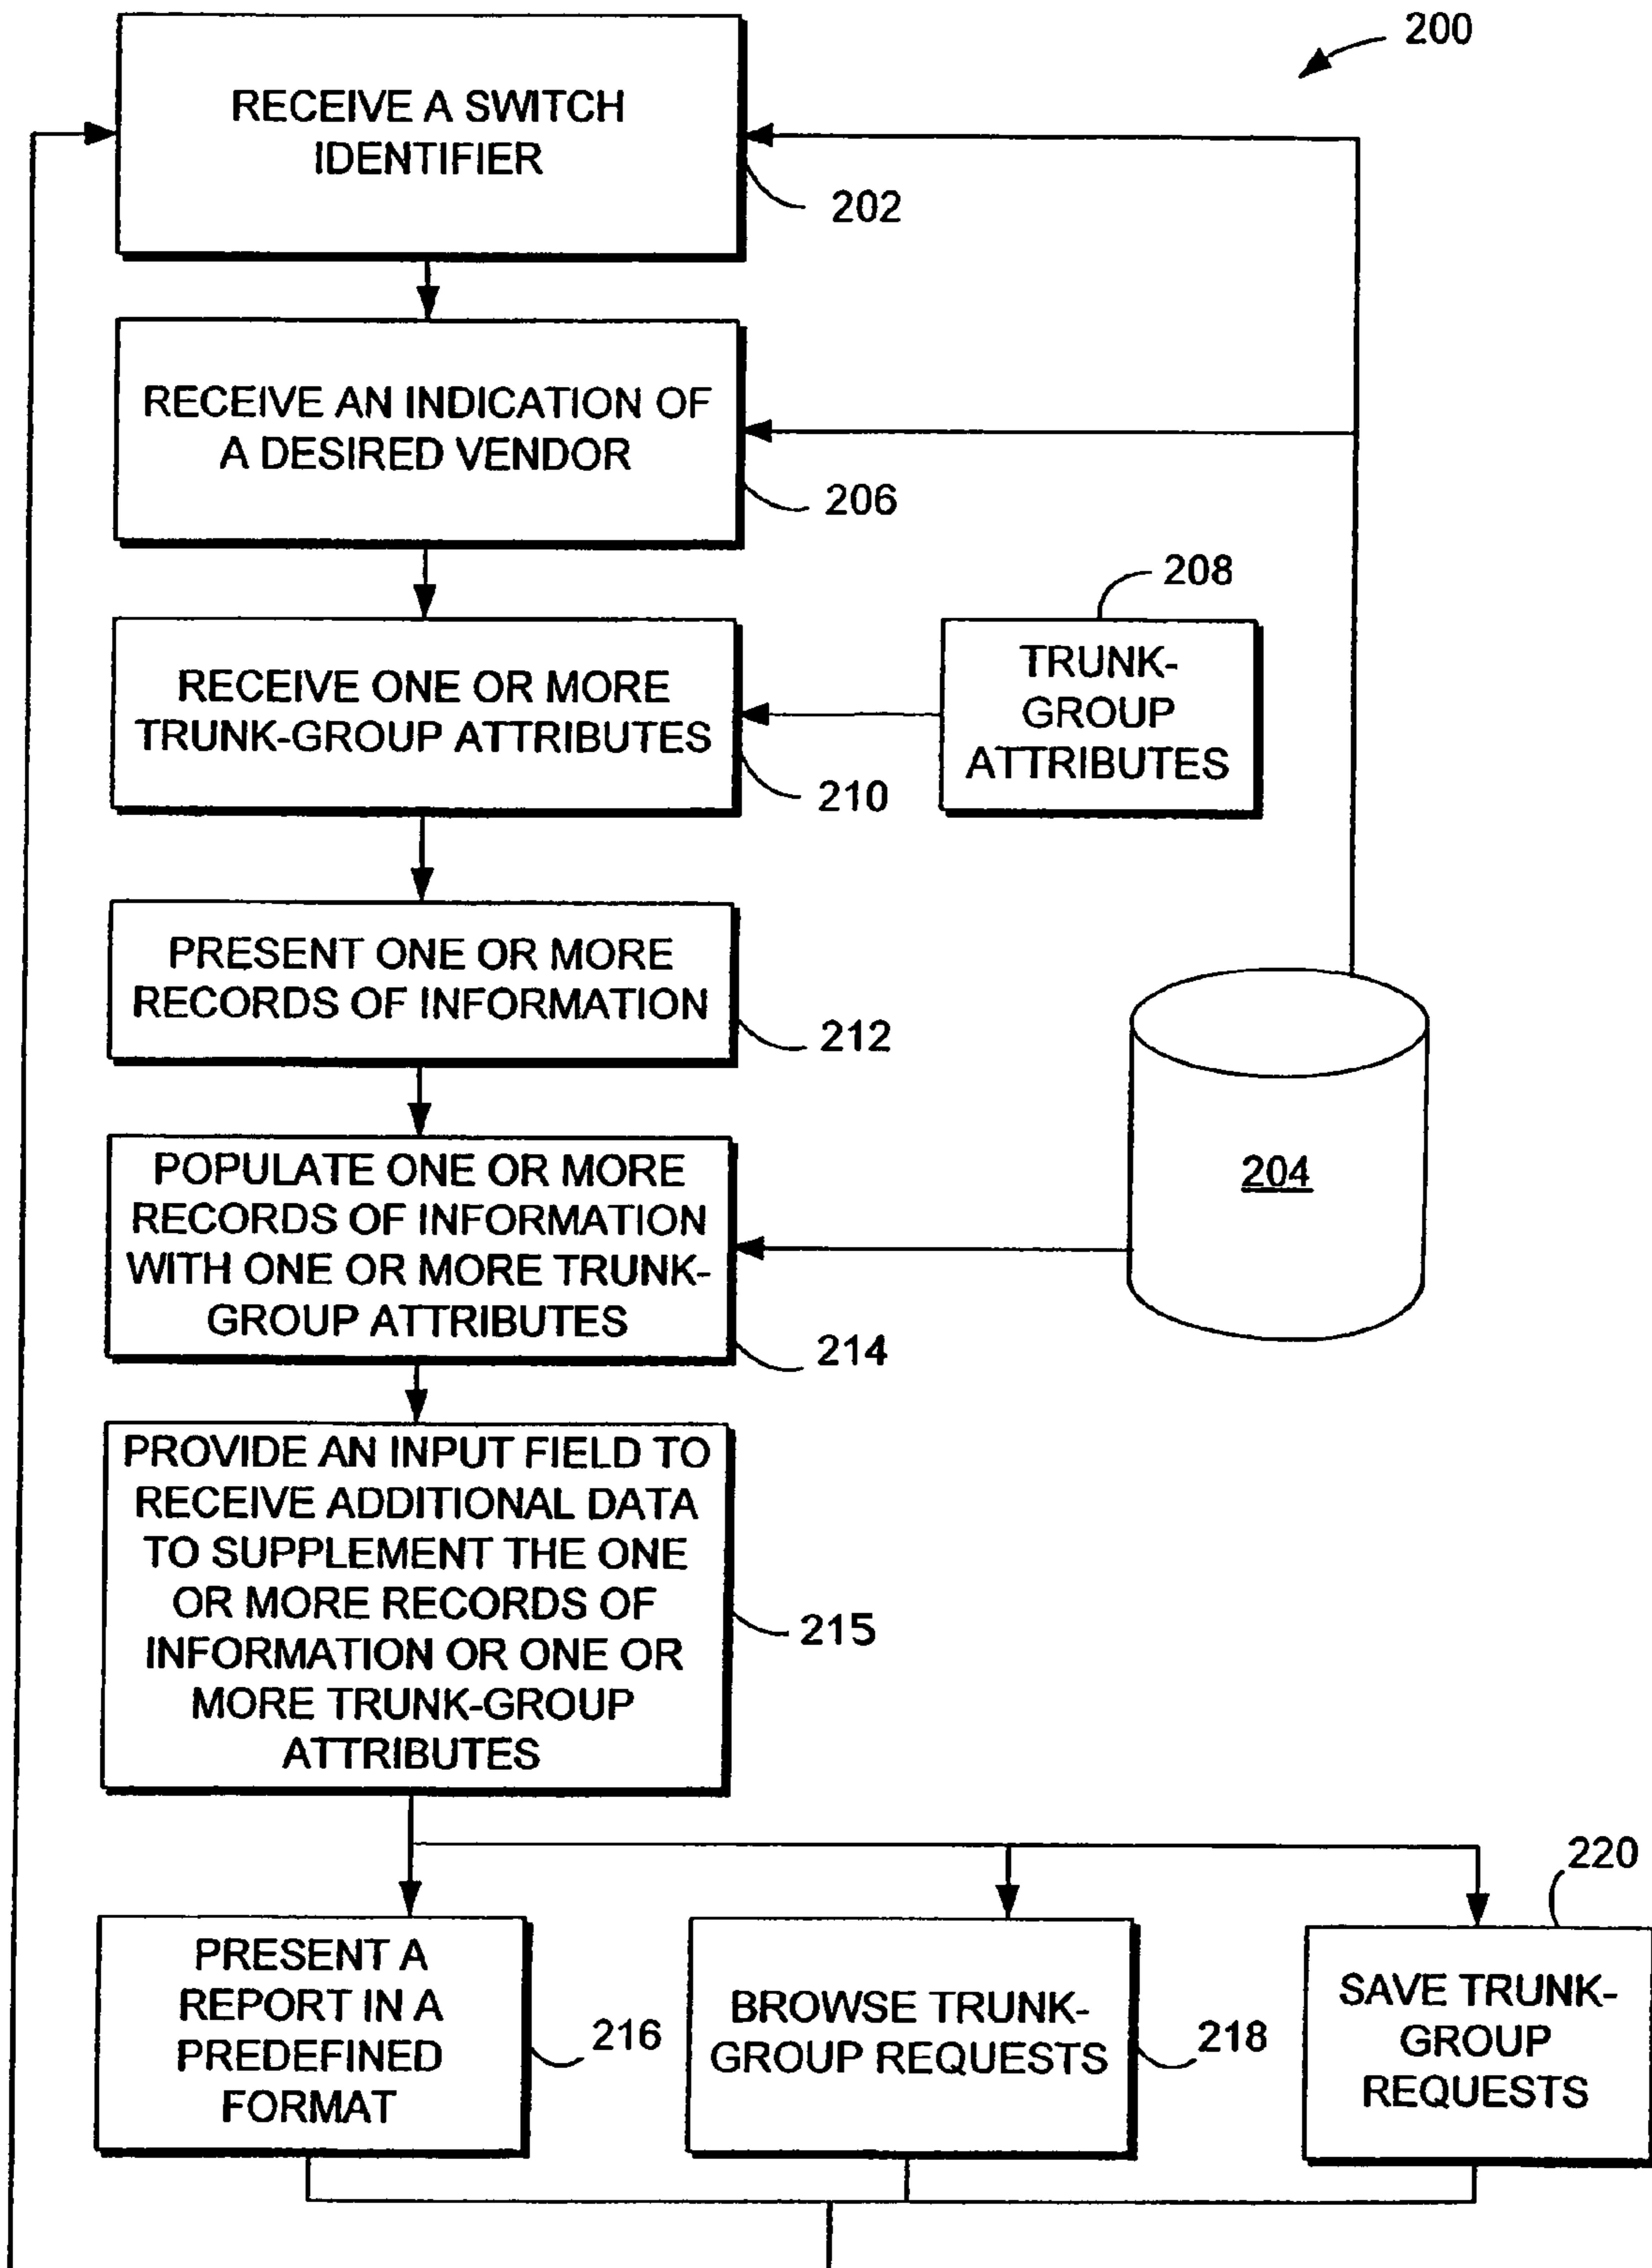 200
RECEIVE A SWITCH
IDENTIFIER
202
RECEIVE AN INDICATION OF
A DESIRED VENDOR
206
208
TRUNK-
GROUP
ATTRIBUTES
RECEIVE ONE OR MORE
TRUNK-GROUP ATTRIBUTES
210
PRESENT ONE OR MORE
RECORDS OF INFORMATION
212
204
POPULATE ONE OR MORE
RECORDS OF INFORMATION
WITH ONE OR MORE TRUNK-
GROUP ATTRIBUTES
214
PROVIDE AN INPUT FIELD TO
RECEIVE ADDITIONAL DATA
TO SUPPLEMENT THE ONE
OR MORE RECORDS OF
INFORMATION OR ONE OR
MORE TRUNK-GROUP
ATTRIBUTES
215
PRESENT A
REPORT IN A
PREDEFINED
FORMAT
216
BROWSE TRUNK-
GROUP REQUESTS
218
220
SAVE TRUNK-
GROUP
REQUESTS